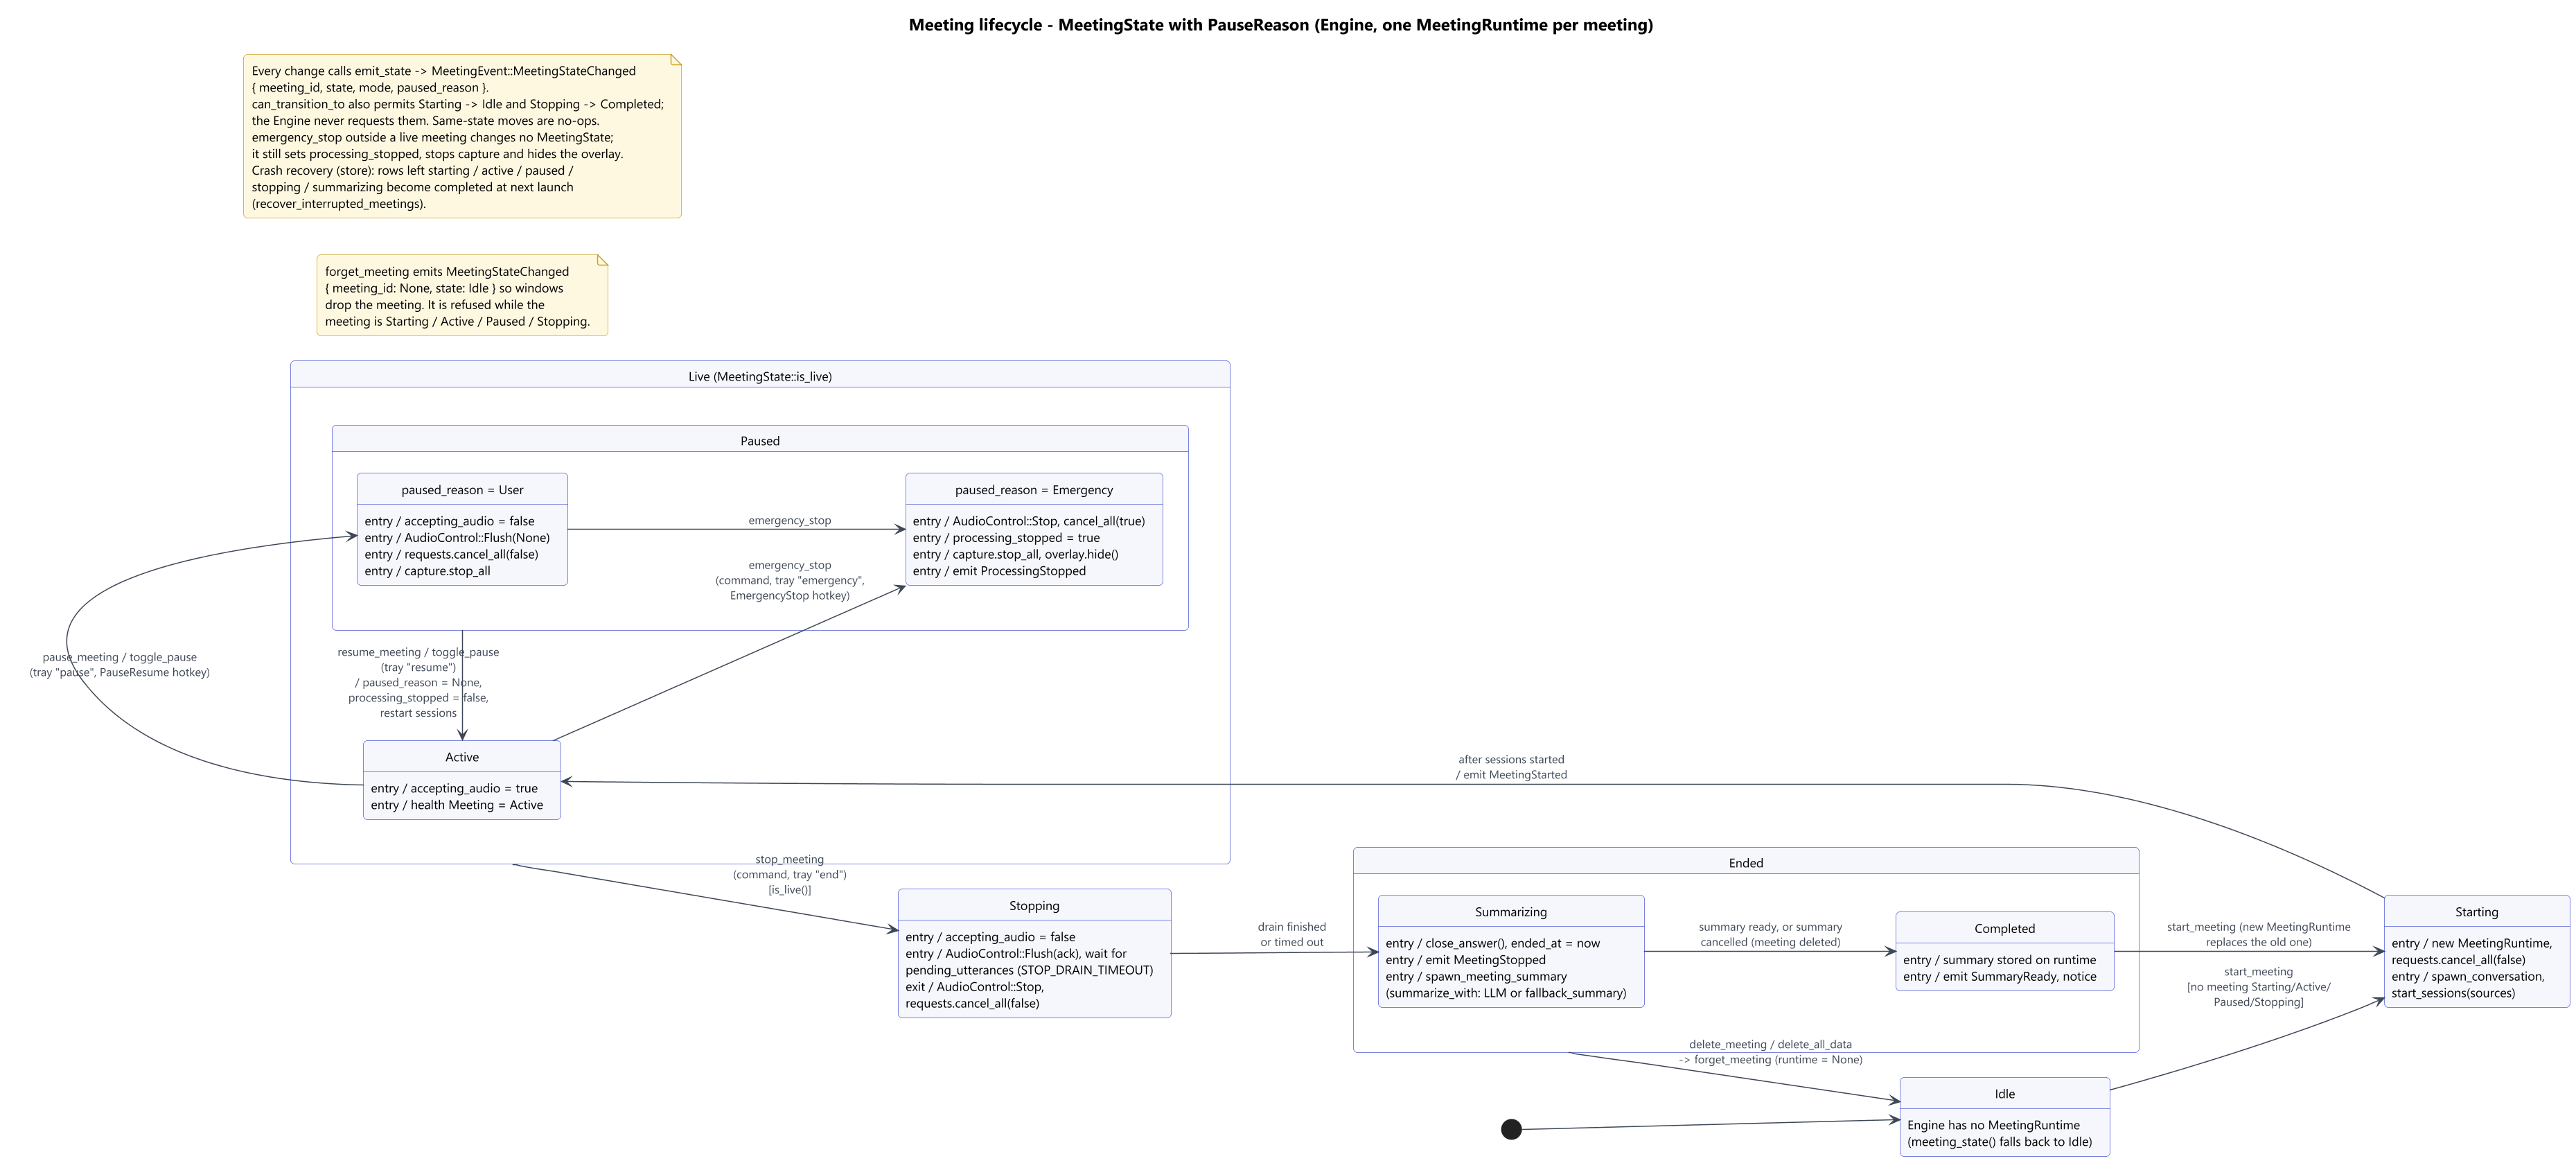 Meeting lifecycle - MeetingState with PauseReason (Engine, one MeetingRuntime per meeting)
Every change calls emit_state -> MeetingEvent::MeetingStateChanged
{ meeting_id, state, mode, paused_reason }.
can_transition_to also permits Starting -> Idle and Stopping -> Completed;
the Engine never requests them. Same-state moves are no-ops.
emergency_stop outside a live meeting changes no MeetingState;
it still sets processing_stopped, stops capture and hides the overlay.
Crash recovery (store): rows left starting / active / paused /
stopping / summarizing become completed at next launch
(recover_interrupted_meetings).
forget_meeting emits MeetingStateChanged
{ meeting_id: None, state: Idle } so windows
drop the meeting. It is refused while the
meeting is Starting / Active / Paused / Stopping.
Live (MeetingState::is_live)
Paused
paused_reason = User
entry / accepting_audio = false
entry / AudioControl::Flush(None)
entry / requests.cancel_all(false)
entry / capture.stop_all
emergency_stop
paused_reason = Emergency
entry / AudioControl::Stop, cancel_all(true)
entry / processing_stopped = true
entry / capture.stop_all, overlay.hide()
entry / emit ProcessingStopped
emergency_stop
(command, tray "emergency",
EmergencyStop hotkey)
pause_meeting / toggle_pause
(tray "pause", PauseResume hotkey)
resume_meeting / toggle_pause
(tray "resume")
/ paused_reason = None,
processing_stopped = false,
restart sessions
Active
entry / accepting_audio = true
entry / health Meeting = Active
after sessions started
/ emit MeetingStarted
stop_meeting
(command, tray "end")
[is_live()]
Stopping
entry / accepting_audio = false
entry / AudioControl::Flush(ack), wait for
pending_utterances (STOP_DRAIN_TIMEOUT)
exit / AudioControl::Stop,
requests.cancel_all(false)
drain finished
or timed out
Ended
Summarizing
entry / close_answer(), ended_at = now
entry / emit MeetingStopped
entry / spawn_meeting_summary
(summarize_with: LLM or fallback_summary)
summary ready, or summary
cancelled (meeting deleted)
Completed
entry / summary stored on runtime
entry / emit SummaryReady, notice
start_meeting (new MeetingRuntime
replaces the old one)
start_meeting
[no meeting Starting/Active/
Paused/Stopping]
Starting
entry / new MeetingRuntime,
requests.cancel_all(false)
entry / spawn_conversation,
start_sessions(sources)
delete_meeting / delete_all_data
-> forget_meeting (runtime = None)
Idle
Engine has no MeetingRuntime
(meeting_state() falls back to Idle)